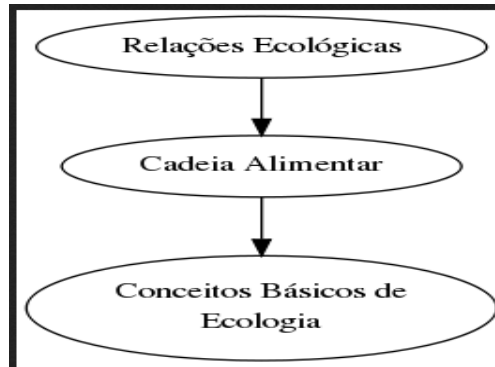 Relações Ecológicas
Cadeia Alimentar
Conceitos Básicos de
Ecologia